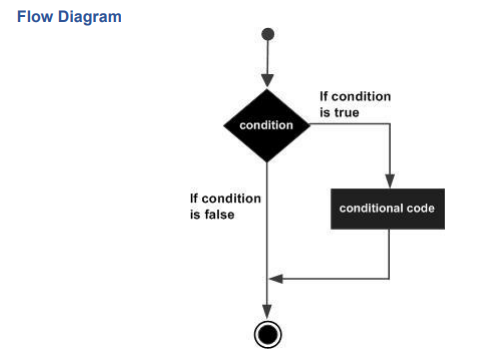 Flow Diagram
If condition
is true
condition
If condition
is false
conditional code